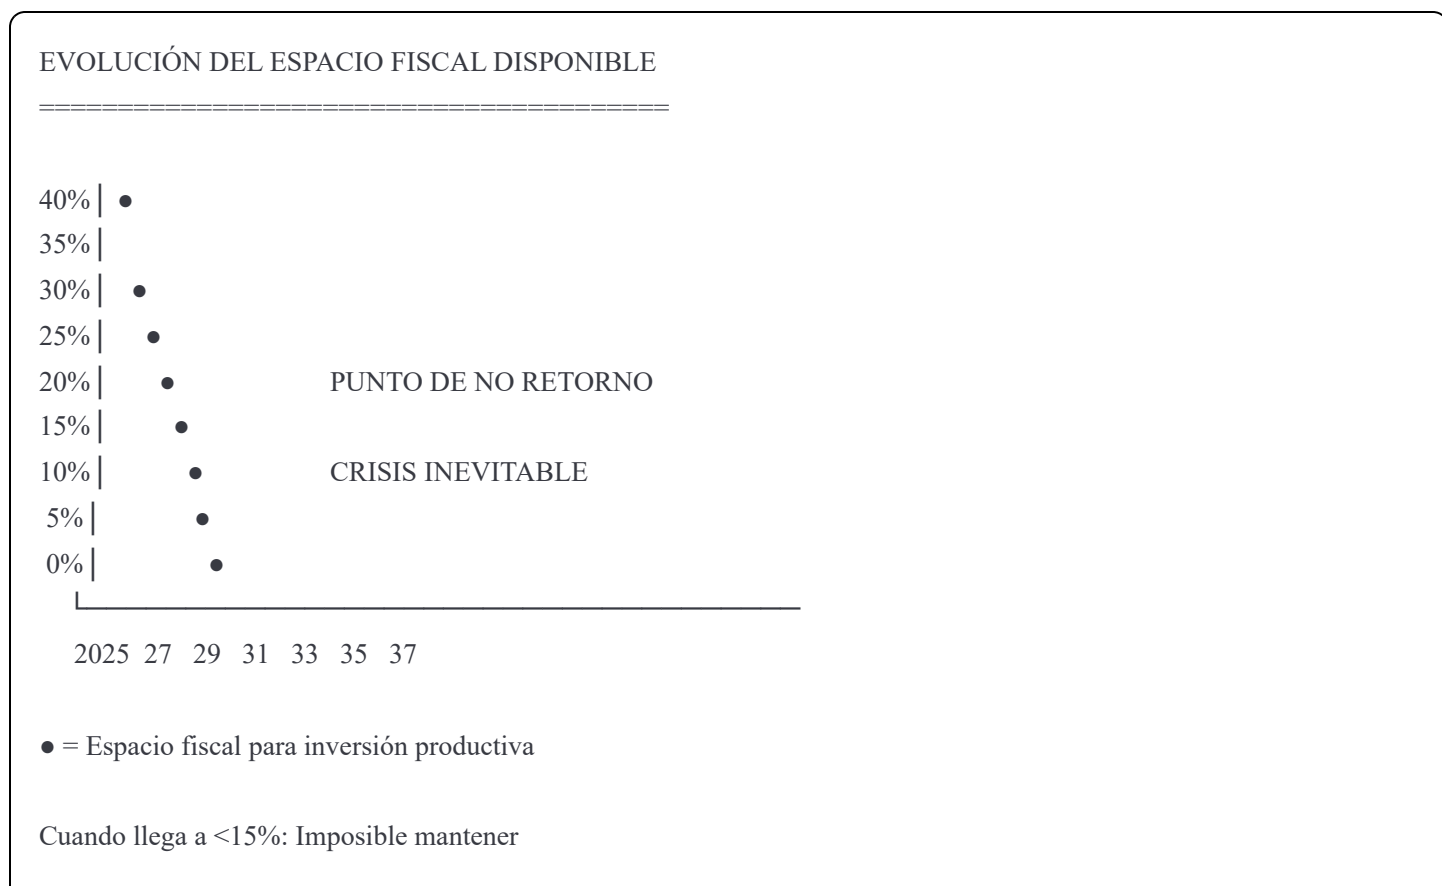 EVOLUCIÓN DEL ESPACIO FISCAL DISPONIBLE
========================================
40%│ ●
35%│
30%│ ●
25%│ ●
20%│ ● PUNTO DE NO RETORNO
15%│ ●
10%│ ● CRISIS INEVITABLE
5%│ ●
0%│ ●
└──────────────────
2025 27 29 31 33 35 37
● = Espacio fiscal para inversión productiva
Cuando llega a <15%: Imposible mantener